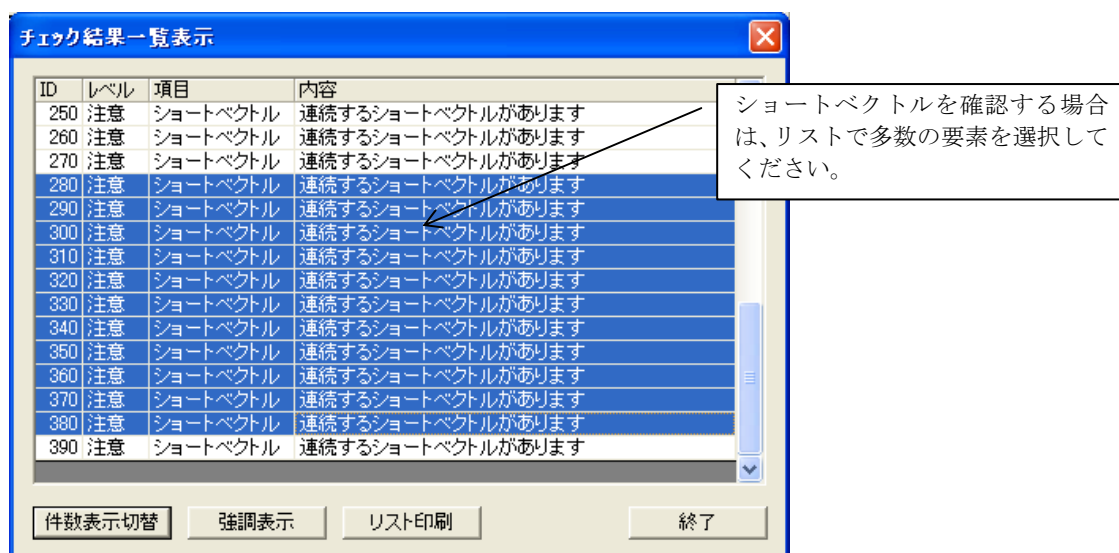 チェック結果一覧表示
ID レベル 項目 内容
250 注意 ショートベクトル 連続するショートベクトルがあります
260 注意 ショートベクトル 連続するショートベクトルがあります
270 注意 ショートベクトル 連続するショートベクトルがあります
280 注意 ショートベクトル 連続するショートベクトルがあります
290 注意 ショートベクトル 連続するショートベクトルがあります
300 注意 ショートベクトル 連続するショートベクトルがあります
310 注意 ショートベクトル 連続するショートベクトルがあります
320 注意 ショートベクトル 連続するショートベクトルがあります
330 注意 ショートベクトル 連続するショートベクトルがあります
340 注意 ショートベクトル 連続するショートベクトルがあります
350 注意 ショートベクトル 連続するショートベクトルがあります
360 注意 ショートベクトル 連続するショートベクトルがあります
370 注意 ショートベクトル 連続するショートベクトルがあります
380 注意 ショートベクトル 連続するショートベクトルがあります
390 注意 ショートベクトル 連続するショートベクトルがあります
件数表示切替 強調表示 リスト印刷 終了
ショートベクトルを確認する場合
は、リストで多数の要素を選択して
ください。